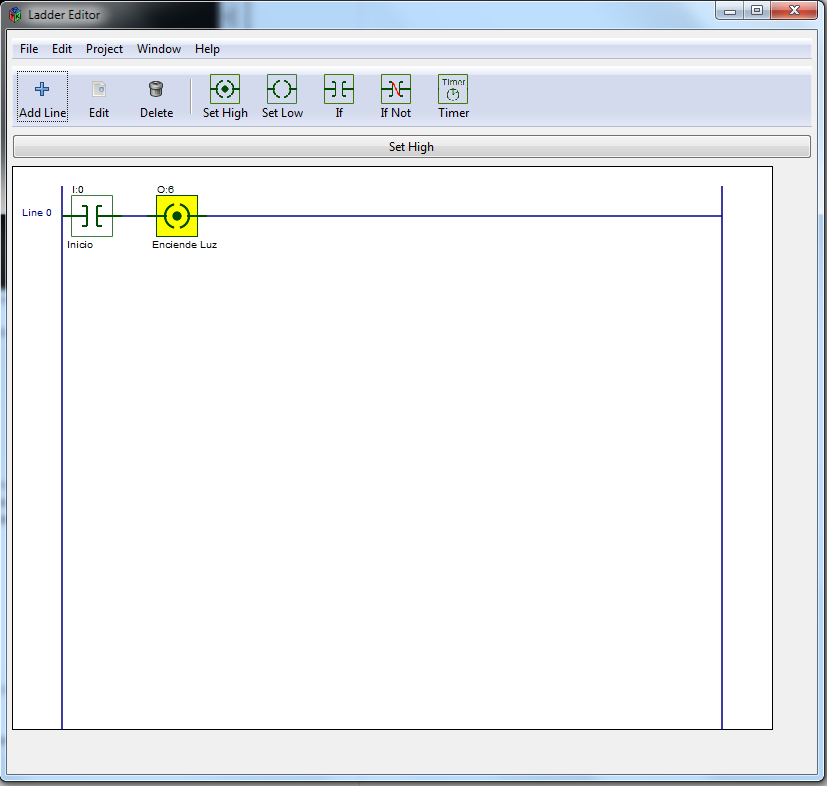 Ladder Editor
File Edit Project Window Help
Timer
Add Line Edit Delete Set High Set Low If If Not Timer
Set High
I:0 O:6
Line 0
Inicio Enciende Luz